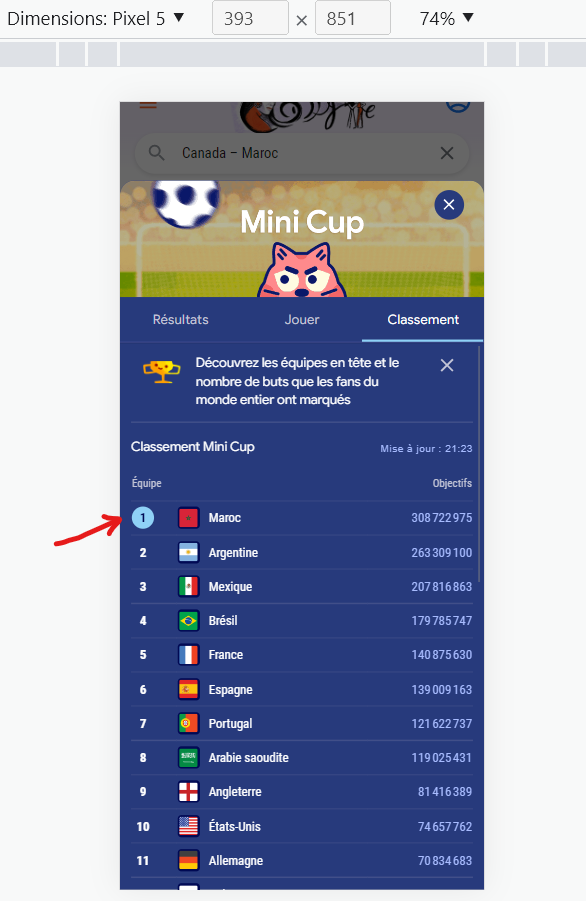 Dimensions: Pixel 5 ▼ 393 × 851 74% ▼
Canada – Maroc
Mini Cup
Résultats Jouer Classement
Découvrez les équipes en tête et le
nombre de buts que les fans du
monde entier ont marqués
Classement Mini Cup Mise à jour : 21:23
Équipe Objectifs
1 Maroc 308 722 975
2 Argentine 263 309 100
3 Mexique 207 816 863
4 Brésil 179 785 747
5 France 140 875 630
6 Espagne 139 009 163
7 Portugal 121 622 737
8 Arabie saoudite 119 025 431
9 Angleterre 81 416 389
10 États-Unis 74 657 762
11 Allemagne 70 834 683